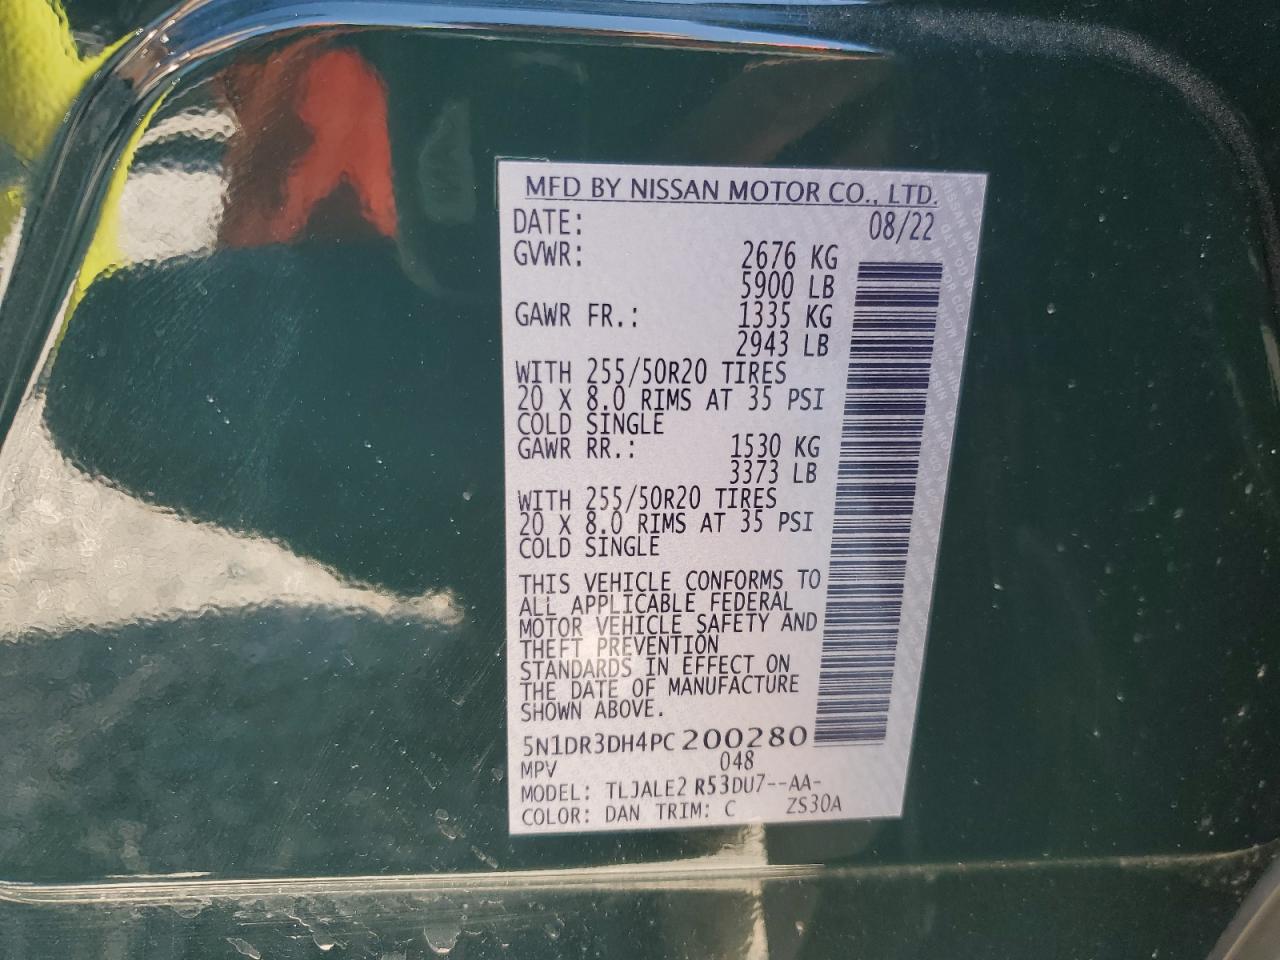 MFD BY NISSAN MOTOR CO., LTD.
DATE: 08/22
GVWR: 2676 KG
5900 LB
GAWR FR.: 1335 KG
2943 LB
WITH 255/50R20 TIRES
20 X 8.0 RIMS AT 35 PSI
COLD SINGLE
GAWR RR.: 1530 KG
3373 LB
WITH 255/50R20 TIRES
20 X 8.0 RIMS AT 35 PSI
COLD SINGLE
THIS VEHICLE CONFORMS TO
ALL APPLICABLE FEDERAL
MOTOR VEHICLE SAFETY AND
THEFT PREVENTION
STANDARDS IN EFFECT ON
THE DATE OF MANUFACTURE
SHOWN ABOVE.
5N1DR3DH4PC200280
MPV 048
MODEL: TLJALE2 R53DU7--AA-
COLOR: DAN TRIM: C ZS30A